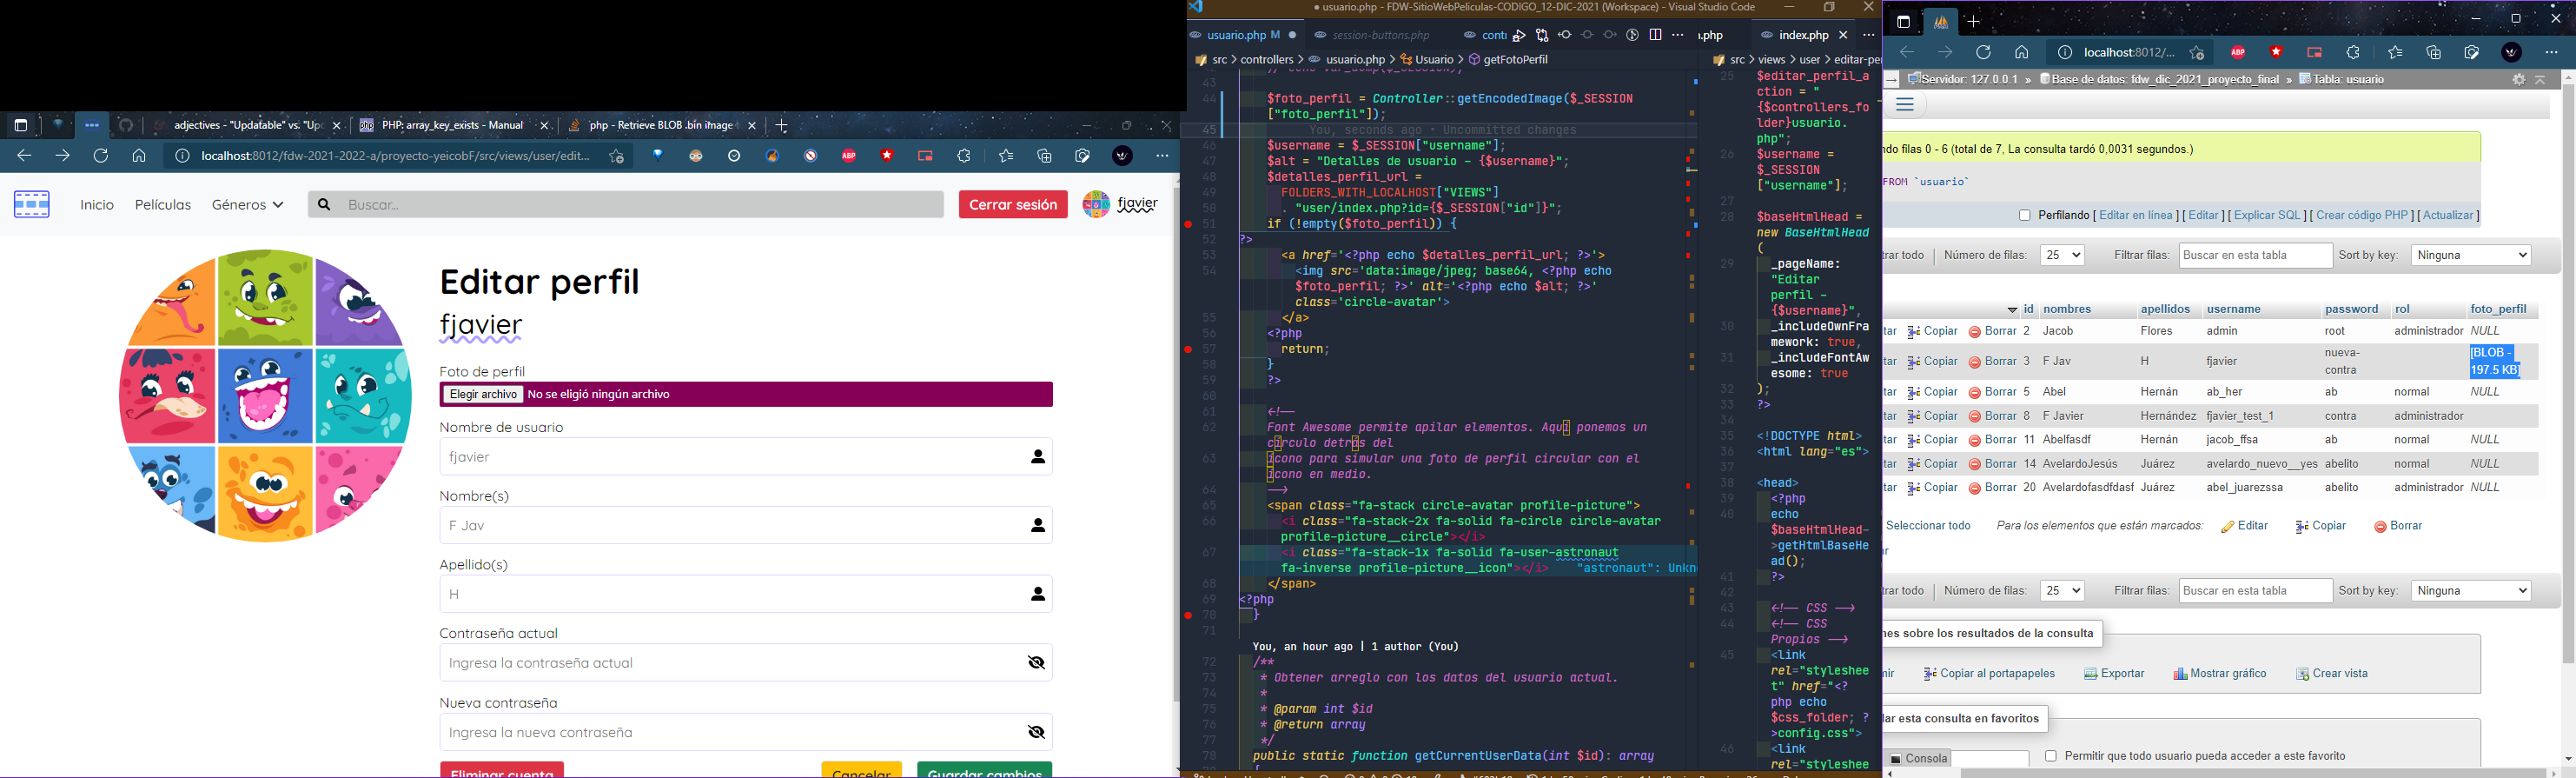 adjectives - "Updatable" vs. "Upc
PHP: array_key_exists - Manual
php - Retrieve BLOB .bin image f
localhost:8012/fdw-2021-2022-a/proyecto-yeicobF/src/views/user/edit...
Inicio
Películas
Géneros
Buscar...
Cerrar sesión
fjavier
Editar perfil
fjavier
Foto de perfil
Elegir archivo No se eligió ningún archivo
Nombre de usuario
fjavier
Nombre(s)
F Jav
Apellido(s)
H
Contraseña actual
Ingresa la contraseña actual
Nueva contraseña
Ingresa la nueva contraseña
Eliminar cuenta
Cancelar
Guardar cambios
usuario.php - FDW-SitioWebPeliculas-CODIGO_12-DIC-2021 (Workspace) - Visual Studio Code
usuario.php M
session-buttons.php
src > controllers > usuario.php > Usuario > getFotoPerfil
43
44 $foto_perfil = Controller::getEncodedImage($_SESSION
["foto_perfil"]);
45 You, seconds ago • Uncommitted changes
46 $username = $_SESSION["username"];
47 $alt = "Detalles de usuario - {$username}";
48 $detalles_perfil_url =
49 FOLDERS_WITH_LOCALHOST["VIEWS"]
50 . "user/index.php?id={$_SESSION["id"]}";
51 if (!empty($foto_perfil)) {
52 ?>
53 <a href='<?php echo $detalles_perfil_url; ?>'>
54 <img src='data:image/jpeg; base64, <?php echo
$foto_perfil; ?>' alt='<?php echo $alt; ?>'
class='circle-avatar'>
55 </a>
56 <?php
57 return;
58 }
59 ?>
60
61 <!--
62 Font Awesome permite apilar elementos. Aquí ponemos un
círculo detrás del
63 ícono para simular una foto de perfil circular con el
ícono en medio.
64 -->
65 <span class="fa-stack circle-avatar profile-picture">
66 <i class="fa-stack-2x fa-solid fa-circle circle-avatar
profile-picture__circle"></i>
67 <i class="fa-stack-1x fa-solid fa-user-astronaut
fa-inverse profile-picture__icon"></i> "astronaut": Unkn
68 </span>
69 <?php
70 }
71
You, an hour ago | 1 author (You)
72 /**
73 * Obtener arreglo con los datos del usuario actual.
74 *
75 * @param int $id
76 * @return array
77 */
78 public static function getCurrentUserData(int $id): array
index.php
src > views > user > editar-per
25 $editar_perfil_a
ction = "
{$controllers_fo
lder}usuario.
php";
26 $username =
$_SESSION
["username"];
27
28 $baseHtmlHead =
new BaseHtmlHead
(
29 _pageName:
"Editar
perfil -
{$username}",
30 _includeOwnFra
mework: true,
31 _includeFontAw
esome: true
32 );
33 ?>
34
35 <!DOCTYPE html>
36 <html lang="es">
37
38 <head>
39 <?php
40 echo
$baseHtmlHead-
>getHtmlBaseHe
ad();
41 ?>
42
43 <!-- CSS -->
44 <!-- CSS
Propios -->
45 <link
rel="styleshee
t" href="<?
php echo
$css_folder; ?
>config.css">
46 <link
rel="styleshee
localhost:8012/...
Servidor: 127.0.0.1 » Base de datos: fdw_dic_2021_proyecto_final » Tabla: usuario
ndo filas 0 - 6 (total de 7, La consulta tardó 0,0031 segundos.)
FROM `usuario`
Perfilando [ Editar en línea ] [ Editar ] [ Explicar SQL ] [ Crear código PHP ] [ Actualizar ]
trar todo | Número de filas: 25 Filtrar filas: Buscar en esta tabla Sort by key: Ninguna
id nombres apellidos username password rol foto_perfil
tar Copiar Borrar 2 Jacob Flores admin root administrador NULL
tar Copiar Borrar 3 F Jav H fjavier nueva-contra administrador [BLOB - 197.5 KB]
tar Copiar Borrar 5 Abel Hernán ab_her ab normal NULL
tar Copiar Borrar 8 F Javier Hernández fjavier_test_1 contra administrador
tar Copiar Borrar 11 Abelfasdf Hernán jacob_ffsa ab normal NULL
tar Copiar Borrar 14 AvelardoJesús Juárez avelardo_nuevo__yes abelito normal NULL
tar Copiar Borrar 20 Avelardofasdfdasf Juárez abel_juarezssa abelito administrador NULL
Seleccionar todo Para los elementos que están marcados: Editar Copiar Borrar
trar todo | Número de filas: 25 Filtrar filas: Buscar en esta tabla Sort by key: Ninguna
nes sobre los resultados de la consulta
mir Copiar al portapapeles Exportar Mostrar gráfico Crear vista
dar esta consulta en favoritos
Consola
Permitir que todo usuario pueda acceder a este favorito